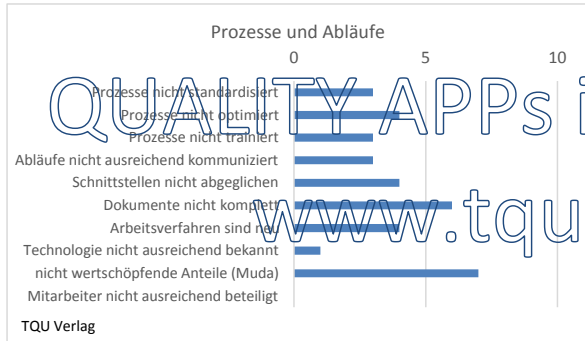 Prozesse und Abläufe
0 5 10
Prozesse nicht standardisiert
Prozesse nicht optimiert
Prozesse nicht trainiert
Abläufe nicht ausreichend kommuniziert
Schnittstellen nicht abgeglichen
Dokumente nicht komplett
Arbeitsverfahren sind neu
Technologie nicht ausreichend bekannt
nicht wertschöpfende Anteile (Muda)
Mitarbeiter nicht ausreichend beteiligt
TQU Verlag
QUALITY APPs i
www.tqu